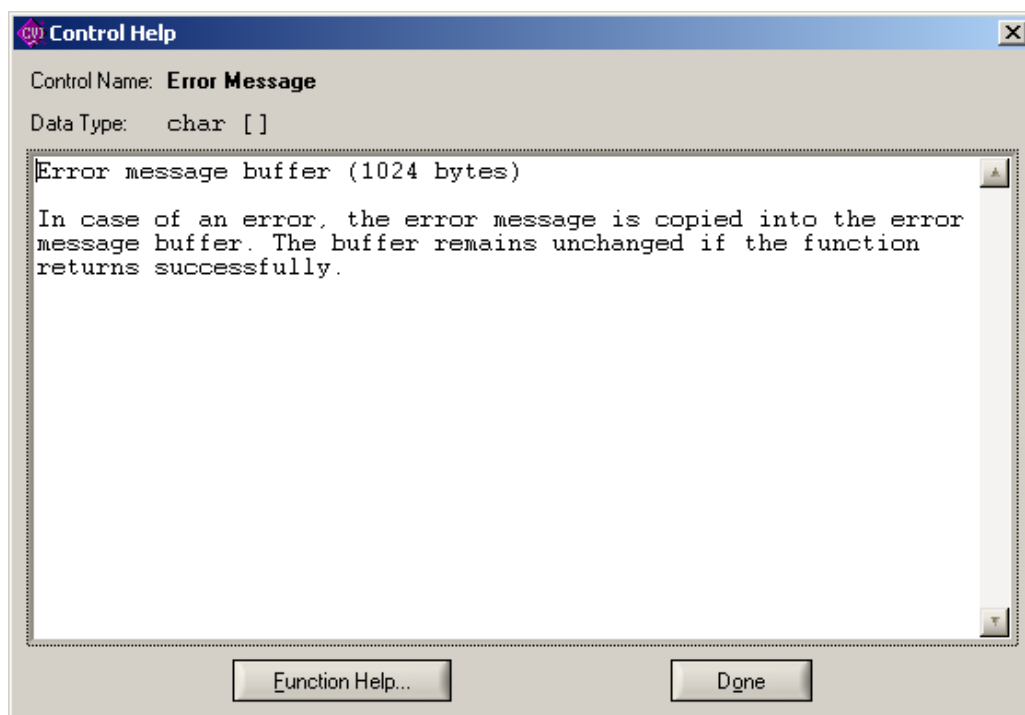 CVI Control Help
Control Name: Error Message
Data Type: char []
Error message buffer (1024 bytes)
In case of an error, the error message is copied into the error
message buffer. The buffer remains unchanged if the function
returns successfully.
Function Help... Done